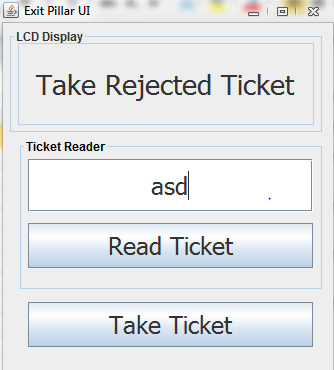 Exit Pillar UI
LCD Display
Take Rejected Ticket
Ticket Reader
asd
Read Ticket
Take Ticket